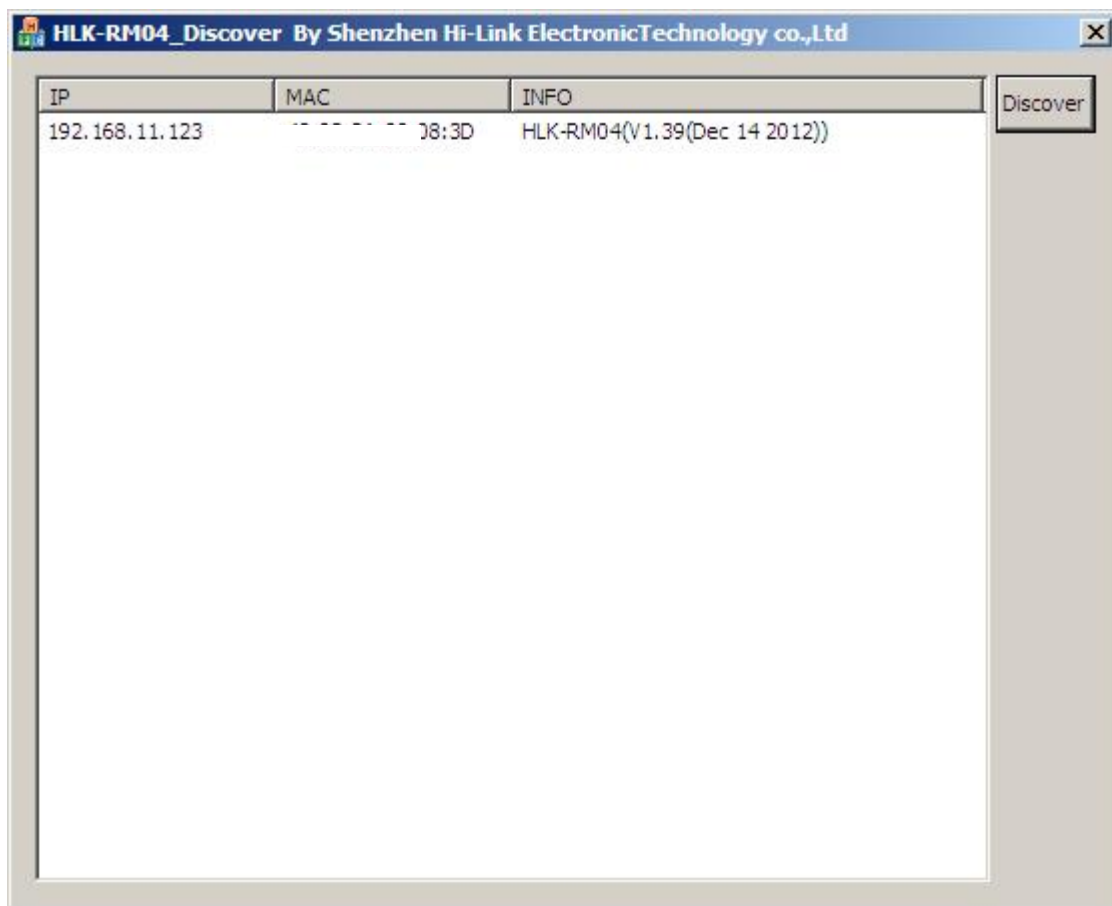 HLK-RM04_Discover By Shenzhen Hi-Link ElectronicTechnology co.,Ltd
IP MAC INFO Discover
192.168.11.123 08:3D HLK-RM04(V1.39(Dec 14 2012))